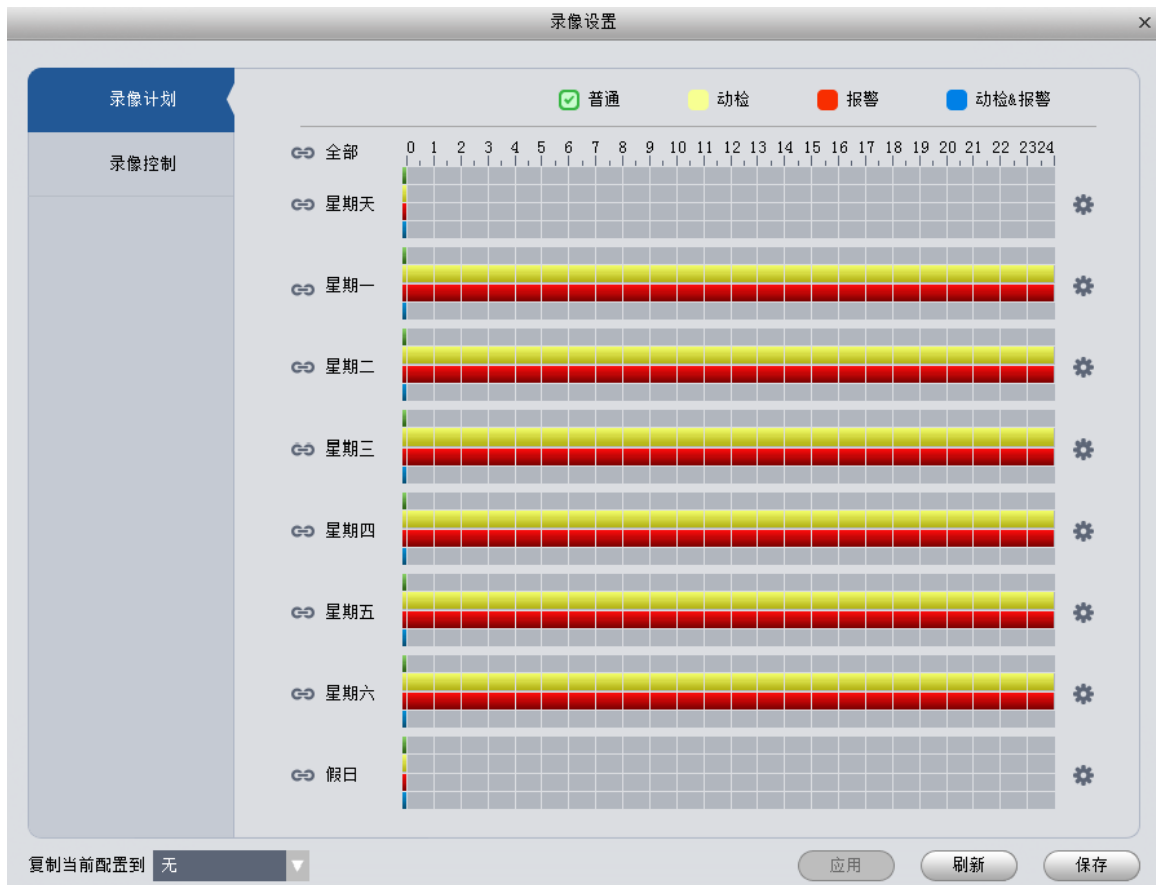 录像设置
录像计划
录像控制
普通 动检 报警 动检&报警
全部 0 1 2 3 4 5 6 7 8 9 10 11 12 13 14 15 16 17 18 19 20 21 22 2324
星期天
星期一
星期二
星期三
星期四
星期五
星期六
假日
复制当前配置到 无 应用 刷新 保存